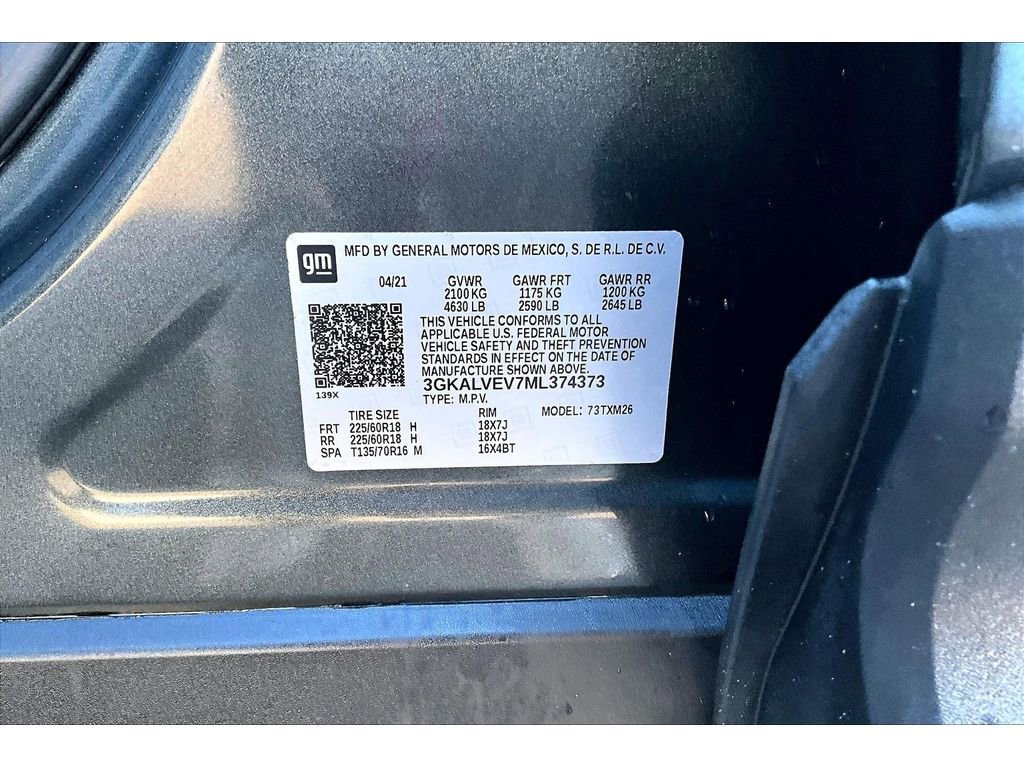 gm MFD BY GENERAL MOTORS DE MEXICO, S. DE R.L. DE C.V.
04/21 GVWR GAWR FRT GAWR RR
2100 KG 1175 KG 1200 KG
4630 LB 2590 LB 2645 LB
THIS VEHICLE CONFORMS TO ALL
APPLICABLE U.S. FEDERAL MOTOR
VEHICLE SAFETY AND THEFT PREVENTION
STANDARDS IN EFFECT ON THE DATE OF
MANUFACTURE SHOWN ABOVE.
3GKALVEV7ML374373
139X
TYPE: M.P.V.
TIRE SIZE RIM MODEL: 73TXM26
FRT 225/60R18 H 18X7J
RR 225/60R18 H 18X7J
SPA T135/70R16 M 16X4BT